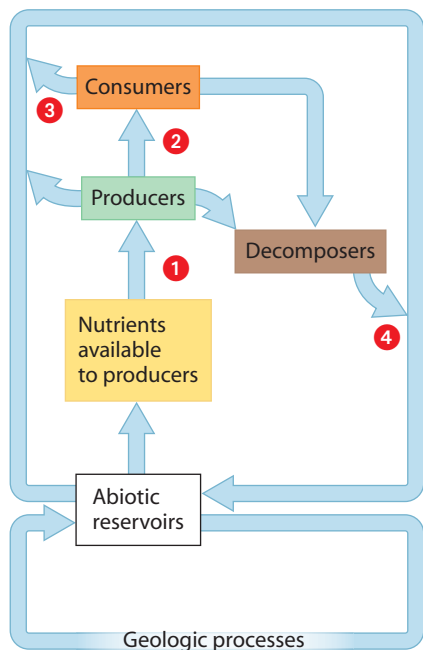 Consumers
3
2
Producers
Decomposers
1
4
Nutrients
available
to producers
Abiotic
reservoirs
Geologic processes